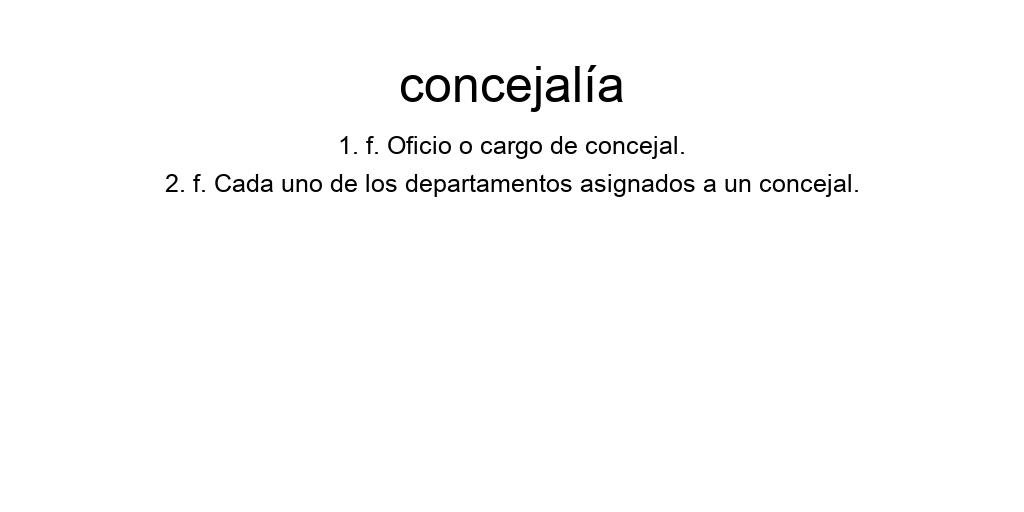 concejalía
1. f. Oficio o cargo de concejal.
2. f. Cada uno de los departamentos asignados a un concejal.